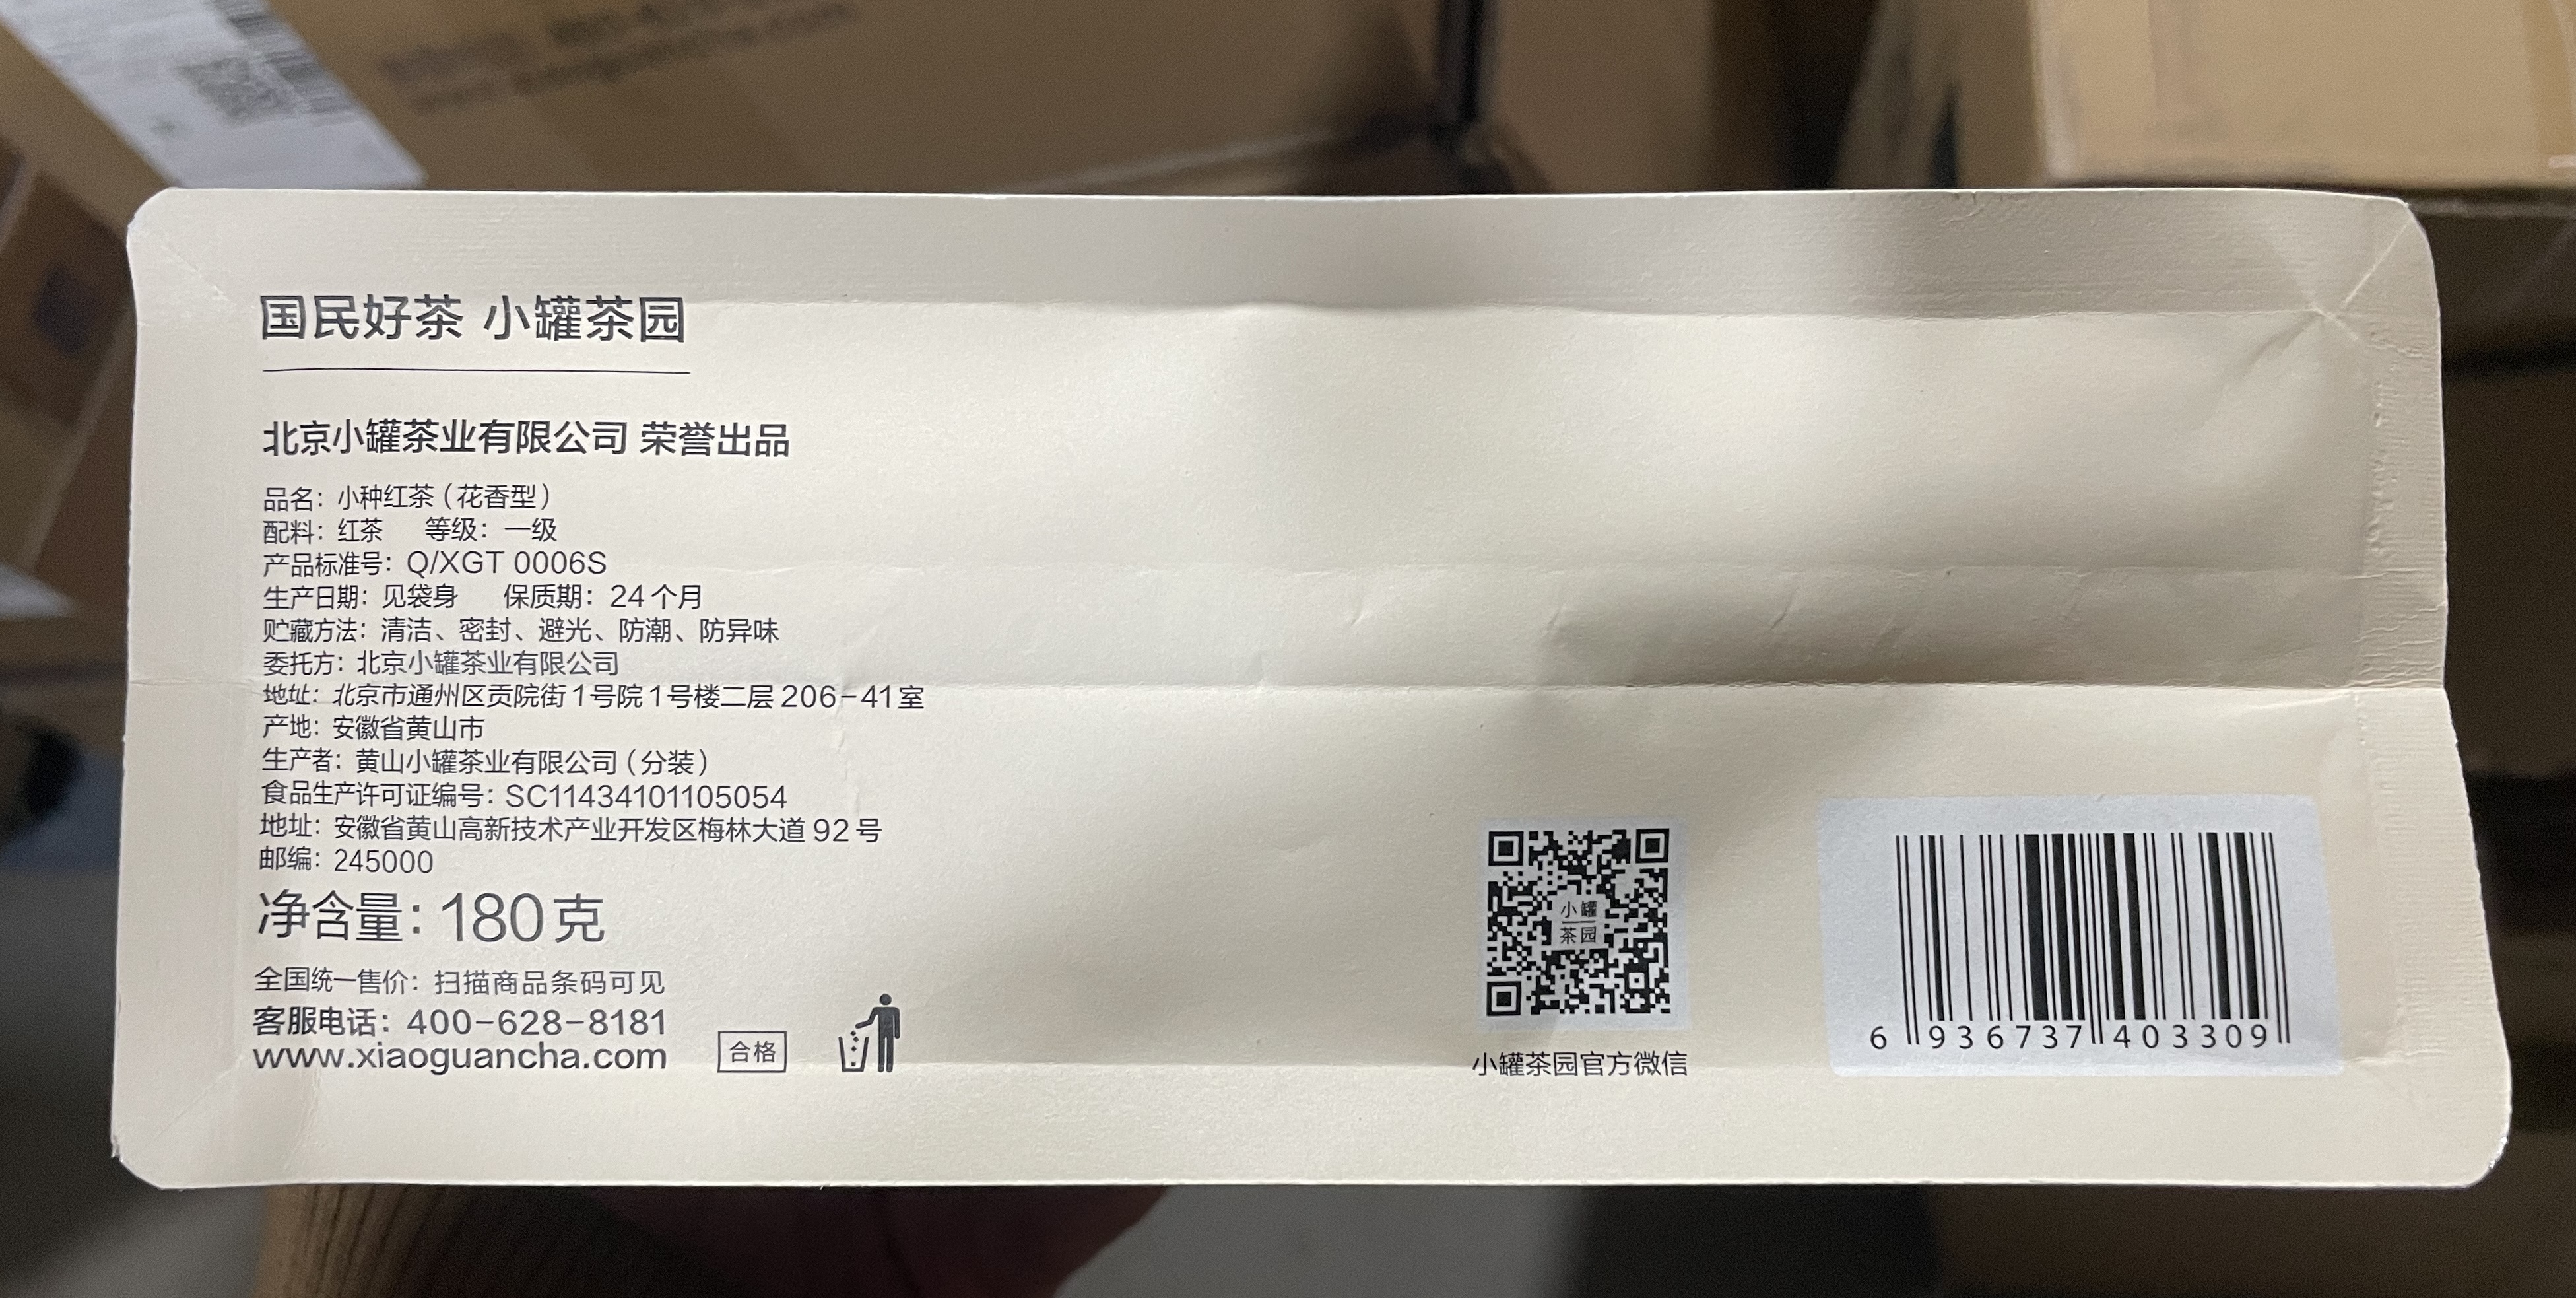 国民好茶 小罐茶园
北京小罐茶业有限公司 荣誉出品
品名：小种红茶（花香型）
配料：红茶 等级：一级
产品标准号：Q/XGT 0006S
生产日期：见袋身 保质期：24个月
贮藏方法：清洁、密封、避光、防潮、防异味
委托方：北京小罐茶业有限公司
地址：北京市通州区贡院街1号院1号楼二层206-41室
产地：安徽省黄山市
生产者：黄山小罐茶业有限公司（分装）
食品生产许可证编号：SC11434101105054
地址：安徽省黄山高新技术产业开发区梅林大道92号
邮编：245000
净含量：180克
全国统一售价：扫描商品条码可见
客服电话：400-628-8181
www.xiaoguancha.com
合格
小罐
茶园
小罐茶园官方微信
6 936737 403309